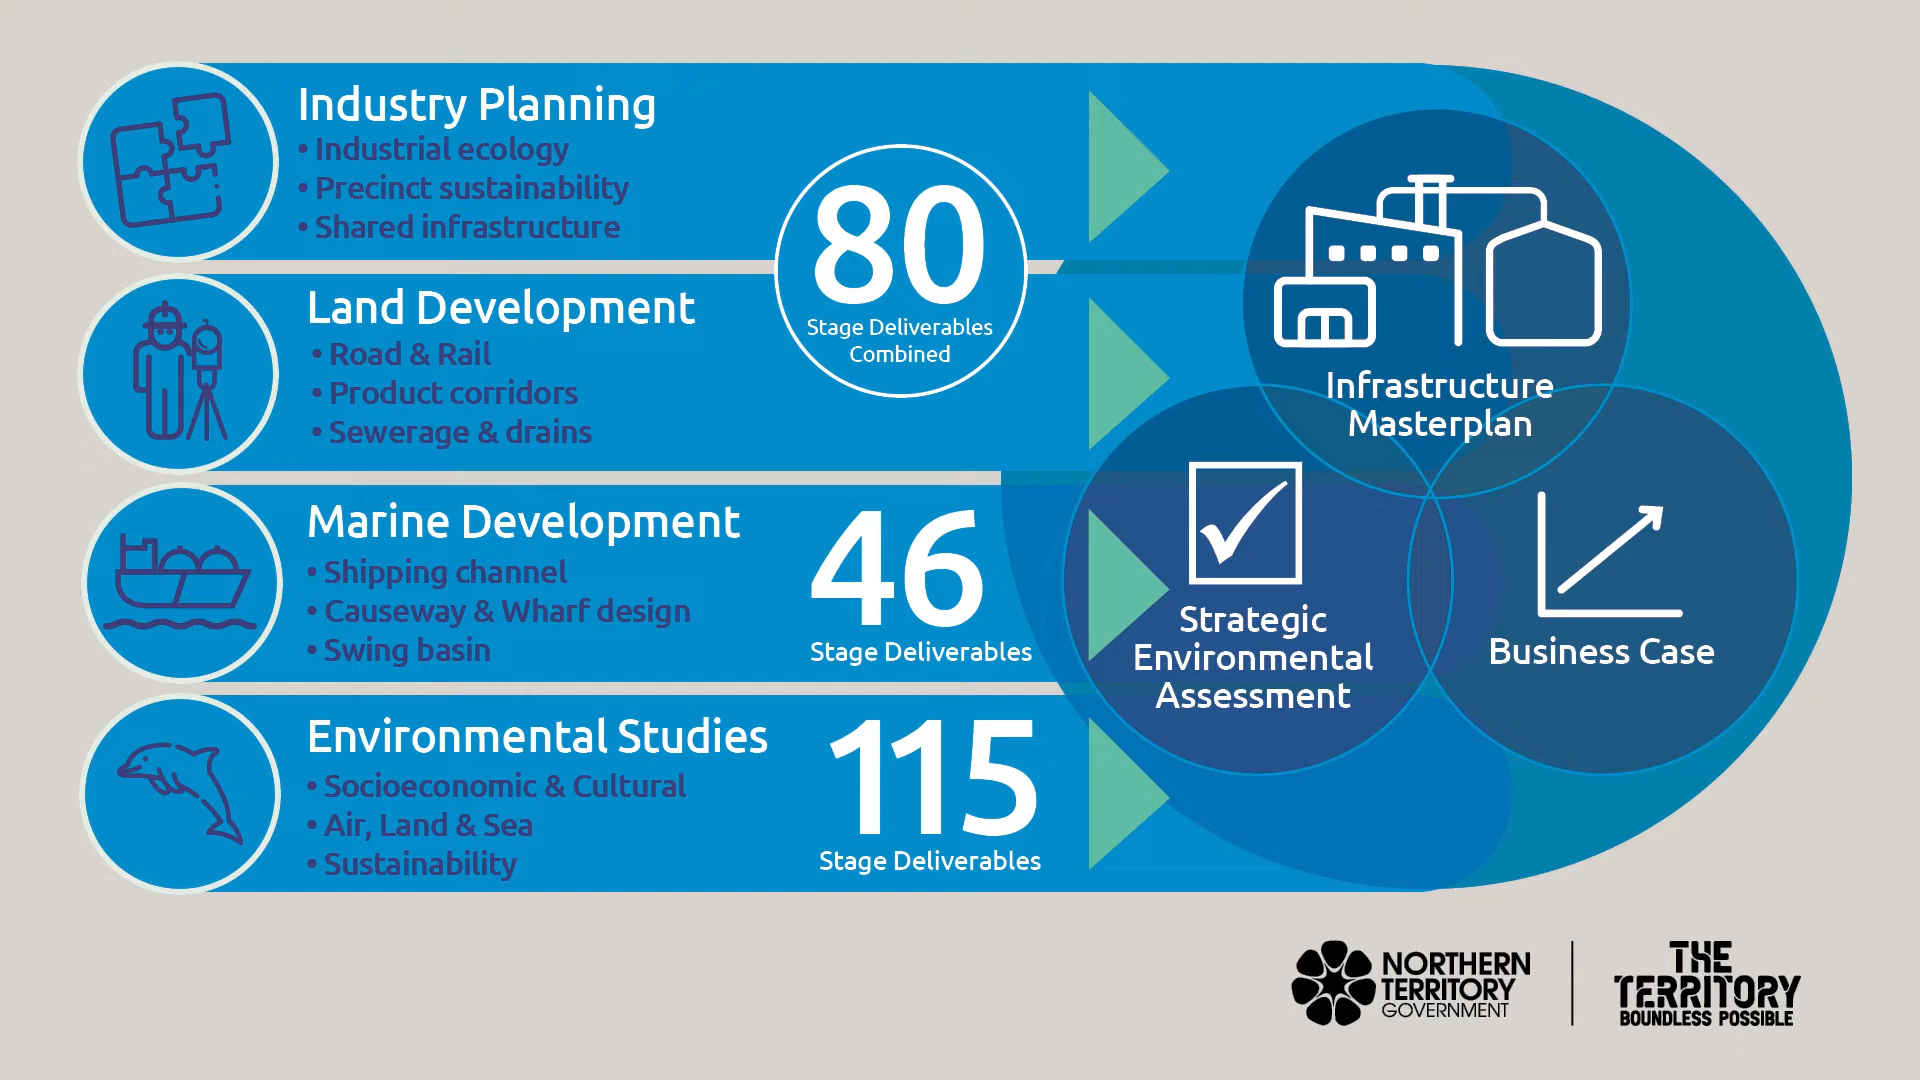 Industry Planning
• Industrial ecology
• Precinct sustainability
• Shared infrastructure
80
Stage Deliverables
Combined
Land Development
• Road & Rail
• Product corridors
• Sewerage & drains
Marine Development
• Shipping channel
• Causeway & Wharf design
• Swing basin
46
Stage Deliverables
Environmental Studies
• Socioeconomic & Cultural
• Air, Land & Sea
• Sustainability
115
Stage Deliverables
Infrastructure
Masterplan
Strategic
Environmental
Assessment
Business Case
NORTHERN
TERRITORY
GOVERNMENT
THE
TERRITORY
BOUNDLESS POSSIBLE